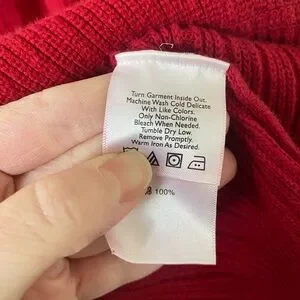 Turn Garment Inside Out.
Machine Wash Cold Delicate
With Like Colors.
Only Non-Chlorine
Bleach When Needed.
Tumble Dry Low.
Remove Promptly.
Warm Iron As Desired.
100%